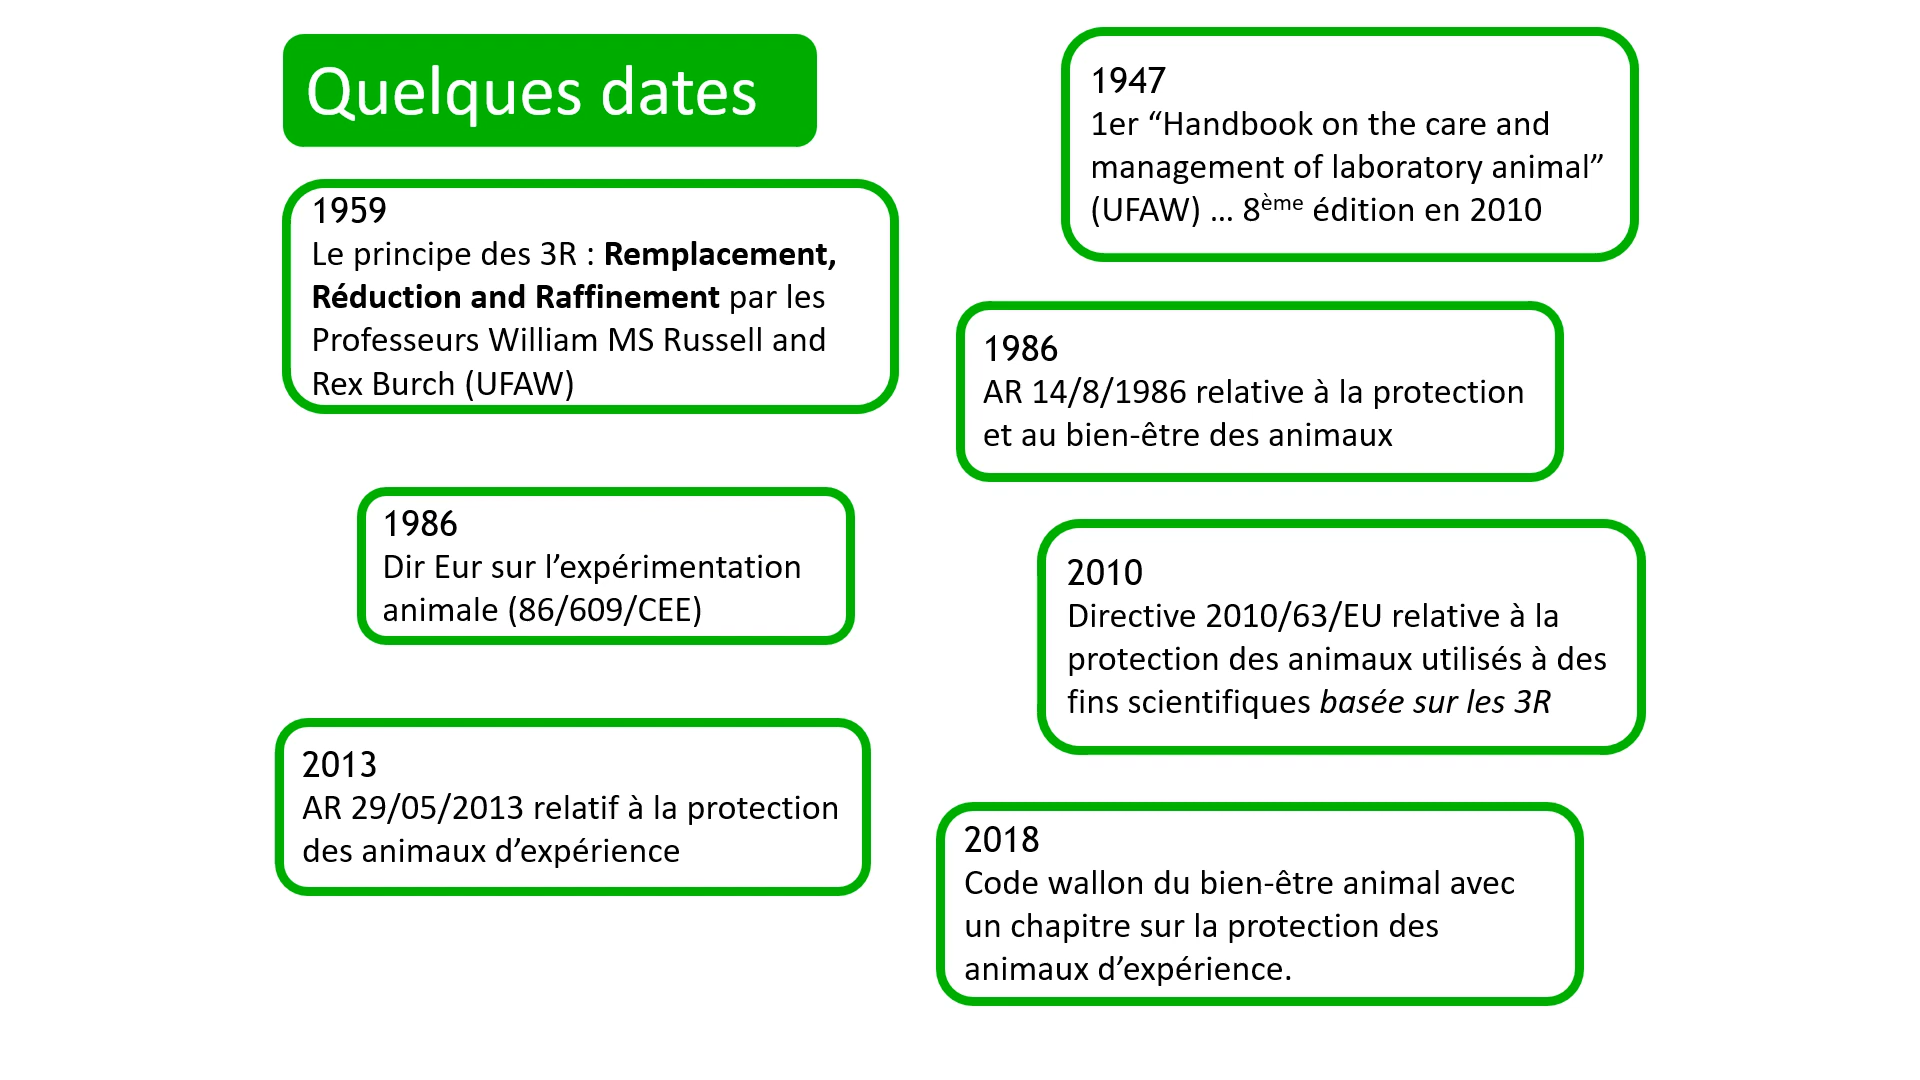 Quelques dates
1947
1er “Handbook on the care and
management of laboratory animal”
(UFAW) … 8ème édition en 2010
1959
Le principe des 3R : Remplacement,
Réduction and Raffinement par les
Professeurs William MS Russell and
Rex Burch (UFAW)
1986
AR 14/8/1986 relative à la protection
et au bien-être des animaux
1986
Dir Eur sur l’expérimentation
animale (86/609/CEE)
2010
Directive 2010/63/EU relative à la
protection des animaux utilisés à des
fins scientifiques basée sur les 3R
2013
AR 29/05/2013 relatif à la protection
des animaux d’expérience
2018
Code wallon du bien-être animal avec
un chapitre sur la protection des
animaux d’expérience.